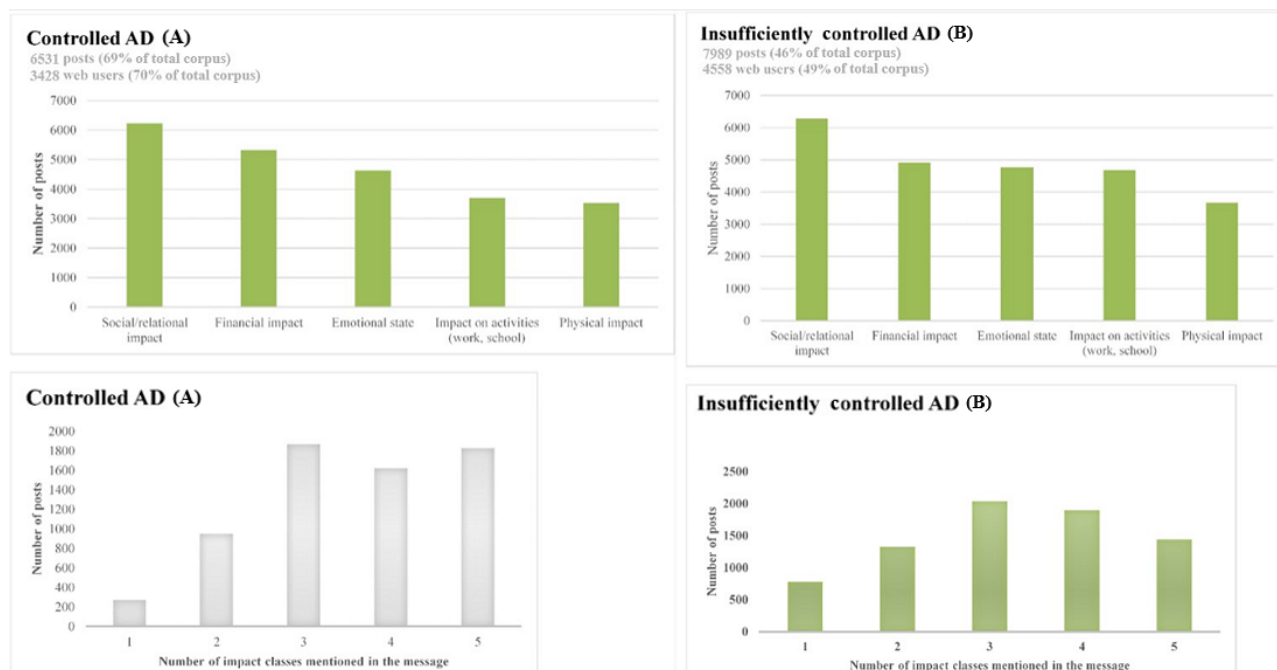 Controlled AD (A)
6531 posts (69% of total corpus)
3428 web users (70% of total corpus)
7000
6000
5000
4000
3000
2000
1000
0
Number of posts
Social/relational impact
Financial impact
Emotional state
Impact on activities (work, school)
Physical impact
Insufficiently controlled AD (B)
7989 posts (46% of total corpus)
4558 web users (49% of total corpus)
7000
6000
5000
4000
3000
2000
1000
0
Number of posts
Social/relational impact
Financial impact
Emotional state
Impact on activities (work, school)
Physical impact
Controlled AD (A)
2000
1800
1600
1400
1200
1000
800
600
400
200
0
Number of posts
1 2 3 4 5
Number of impact classes mentioned in the message
Insufficiently controlled AD (B)
2500
2000
1500
1000
500
0
Number of posts
1 2 3 4 5
Number of impact classes mentioned in the message